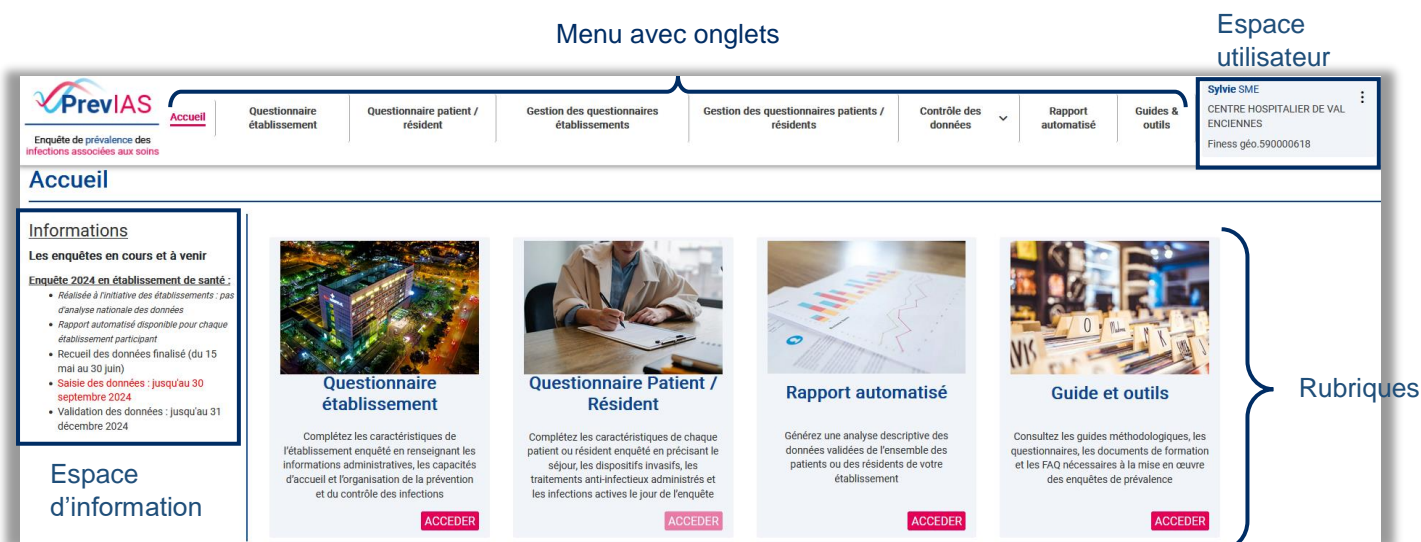 Menu avec onglets
Espace
utilisateur
PrevIAS
Enquête de prévalence des
infections associées aux soins
Accueil
Questionnaire
établissement
Questionnaire patient /
résident
Gestion des questionnaires
établissements
Gestion des questionnaires patients /
résidents
Contrôle des
données
Rapport
automatisé
Guides &
outils
Sylvie SME
CENTRE HOSPITALIER DE VAL
ENCIENNES
Finess géo.590000618
Accueil
Informations
Les enquêtes en cours et à venir
Enquête 2024 en établissement de santé :
Réalisée à l'initiative des établissements : pas
d'analyse nationale des données
Rapport automatisé disponible pour chaque
établissement participant
Recueil des données finalisé (du 15
mai au 30 juin)
Saisie des données : jusqu'au 30
septembre 2024
Validation des données : jusqu'au 31
décembre 2024
Espace
d'information
Questionnaire
établissement
Complétez les caractéristiques de
l'établissement enquêté en renseignant les
informations administratives, les capacités
d'accueil et l'organisation de la prévention
et du contrôle des infections
ACCEDER
Questionnaire Patient /
Résident
Complétez les caractéristiques de chaque
patient ou résident enquêté en précisant le
séjour, les dispositifs invasifs, les
traitements anti-infectieux administrés et
les infections actives le jour de l'enquête
ACCEDER
Rapport automatisé
Générez une analyse descriptive des
données validées de l'ensemble des
patients ou des résidents de votre
établissement
ACCEDER
O
K
Guide et outils
Consultez les guides méthodologiques, les
questionnaires, les documents de formation
et les FAQ nécessaires à la mise en œuvre
des enquêtes de prévalence
ACCEDER
Rubriques